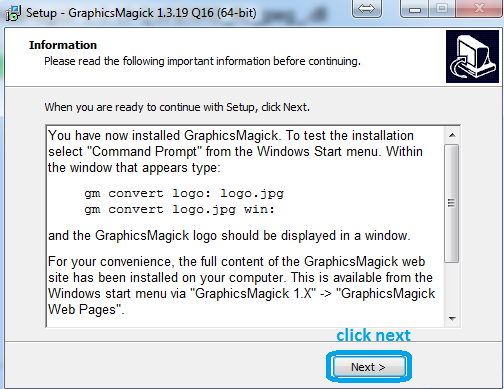 Setup - GraphicsMagick 1.3.19 Q16 (64-bit)
Information
Please read the following important information before continuing.
When you are ready to continue with Setup, click Next.
You have now installed GraphicsMagick. To test the installation
select "Command Prompt" from the Windows Start menu. Within
the window that appears type:
gm convert logo: logo.jpg
gm convert logo.jpg win:
and the GraphicsMagick logo should be displayed in a window.
For your convenience, the full content of the GraphicsMagick web
site has been installed on your computer. This is available from the
Windows start menu via "GraphicsMagick 1.X" -> "GraphicsMagick
Web Pages".
click next
Next >